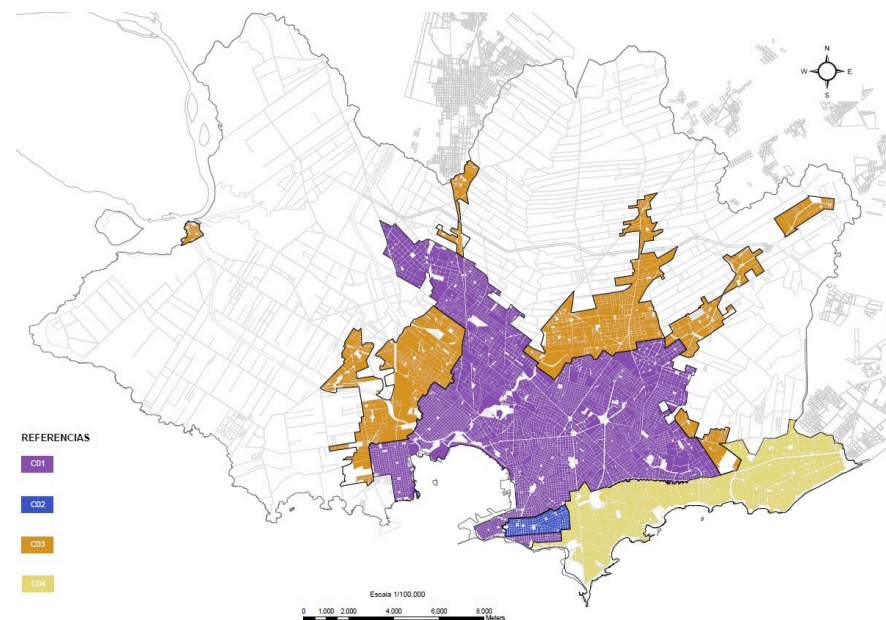 N
W E
S
REFERENCIAS
C01
C02
C03
C04
Escala 1/100.000
0 1.000 2.000 4.000 6.000 8.000
Meters